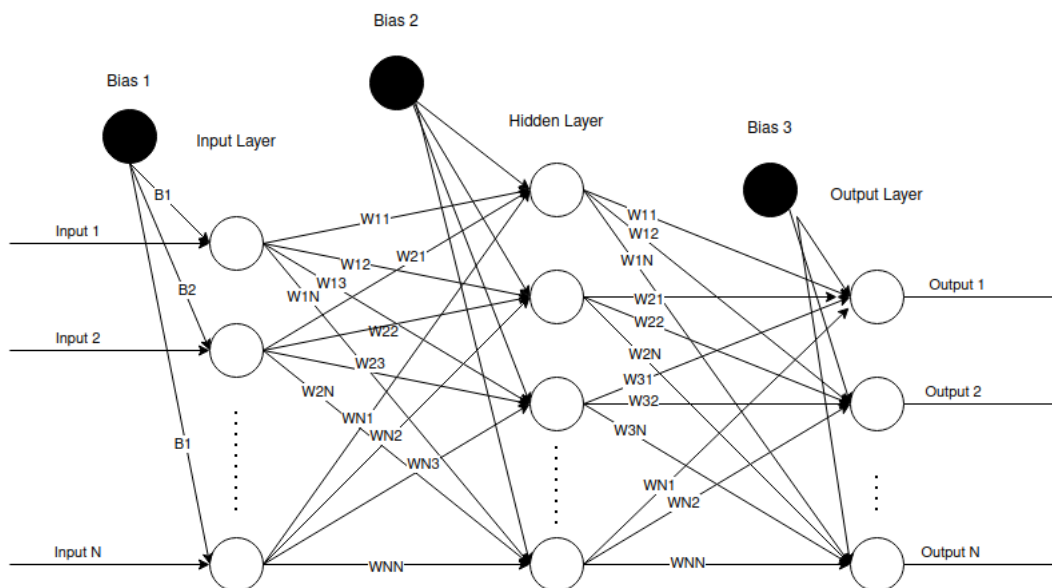 Bias 2
Bias 1
Hidden Layer
Bias 3
Input Layer
Output Layer
B1
W11
W11
Input 1
W12
W21
W12
W13
W1N
B2
W1N
W21
Output 1
Input 2
W22
W22
W23
W2N
W2N
W31
Output 2
W32
WN1
W3N
B1
WN2
WN3
WN1
WN2
Input N
WNN
WNN
Output N